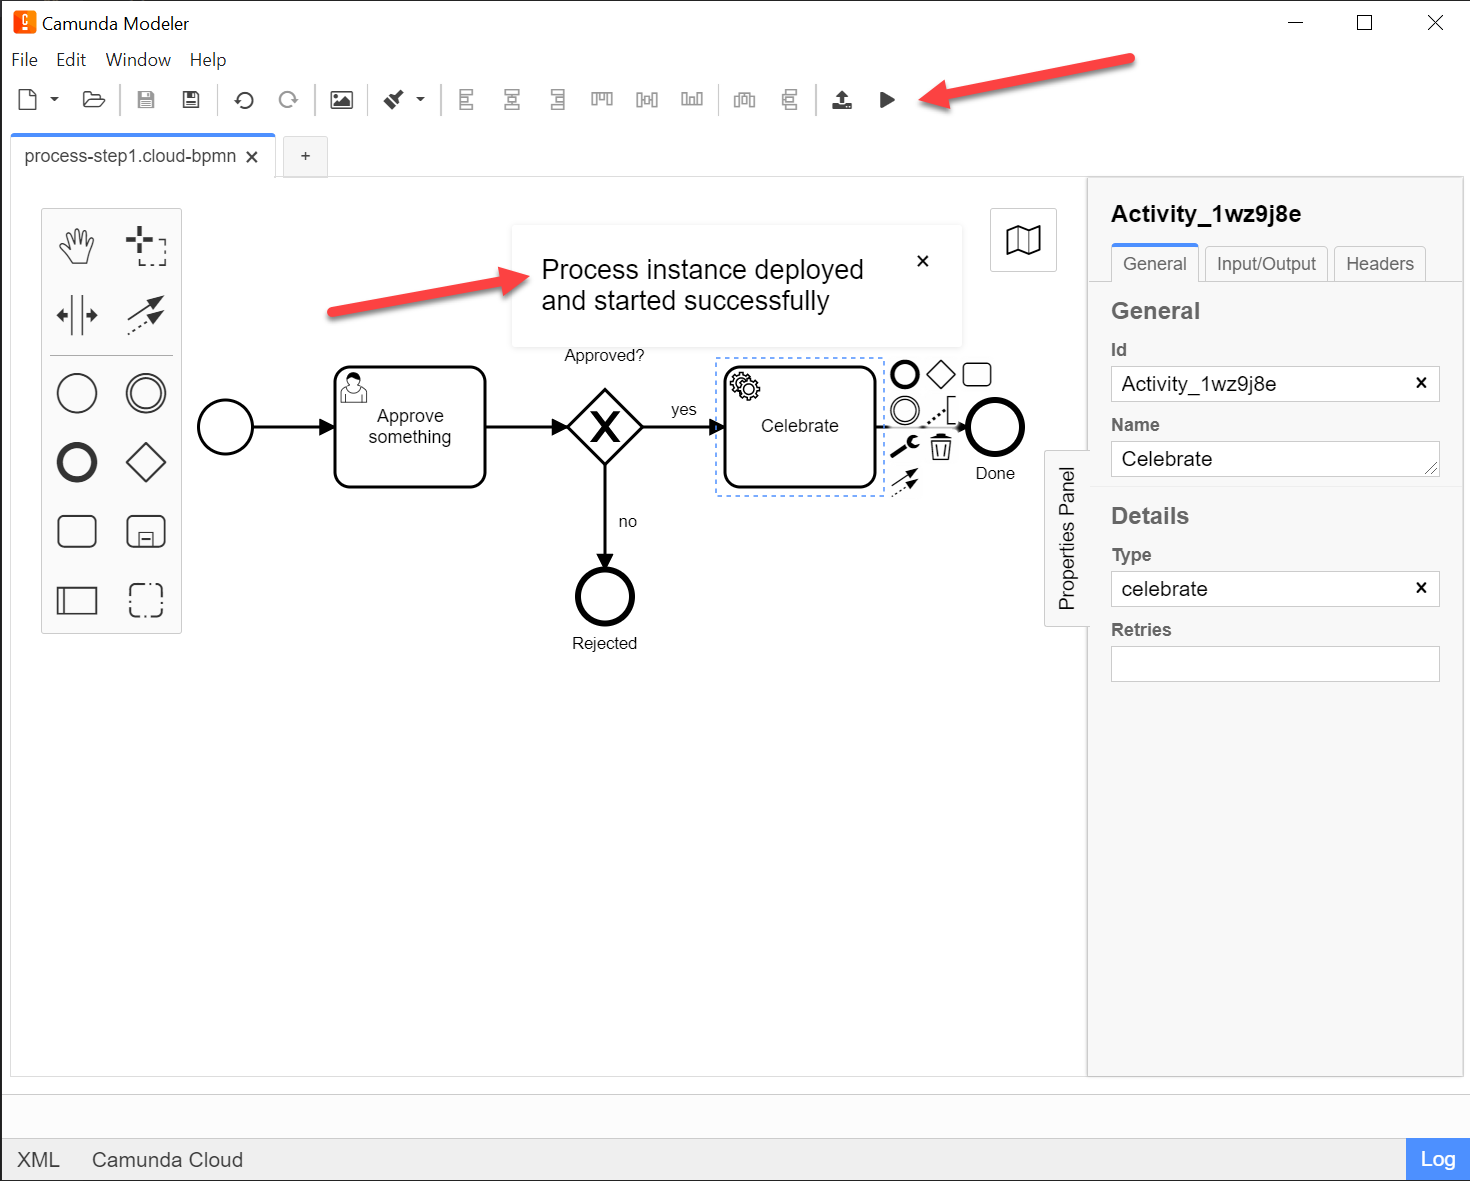 Camunda Modeler
File Edit Window Help
process-step1.cloud-bpmn
+
Process instance deployed
and started successfully
Approved?
Approve
something
yes
Celebrate
Done
no
Rejected
Properties Panel
Activity_1wz9j8e
General Input/Output Headers
General
Id
Activity_1wz9j8e
Name
Celebrate
Details
Type
celebrate
Retries
XML Camunda Cloud
Log